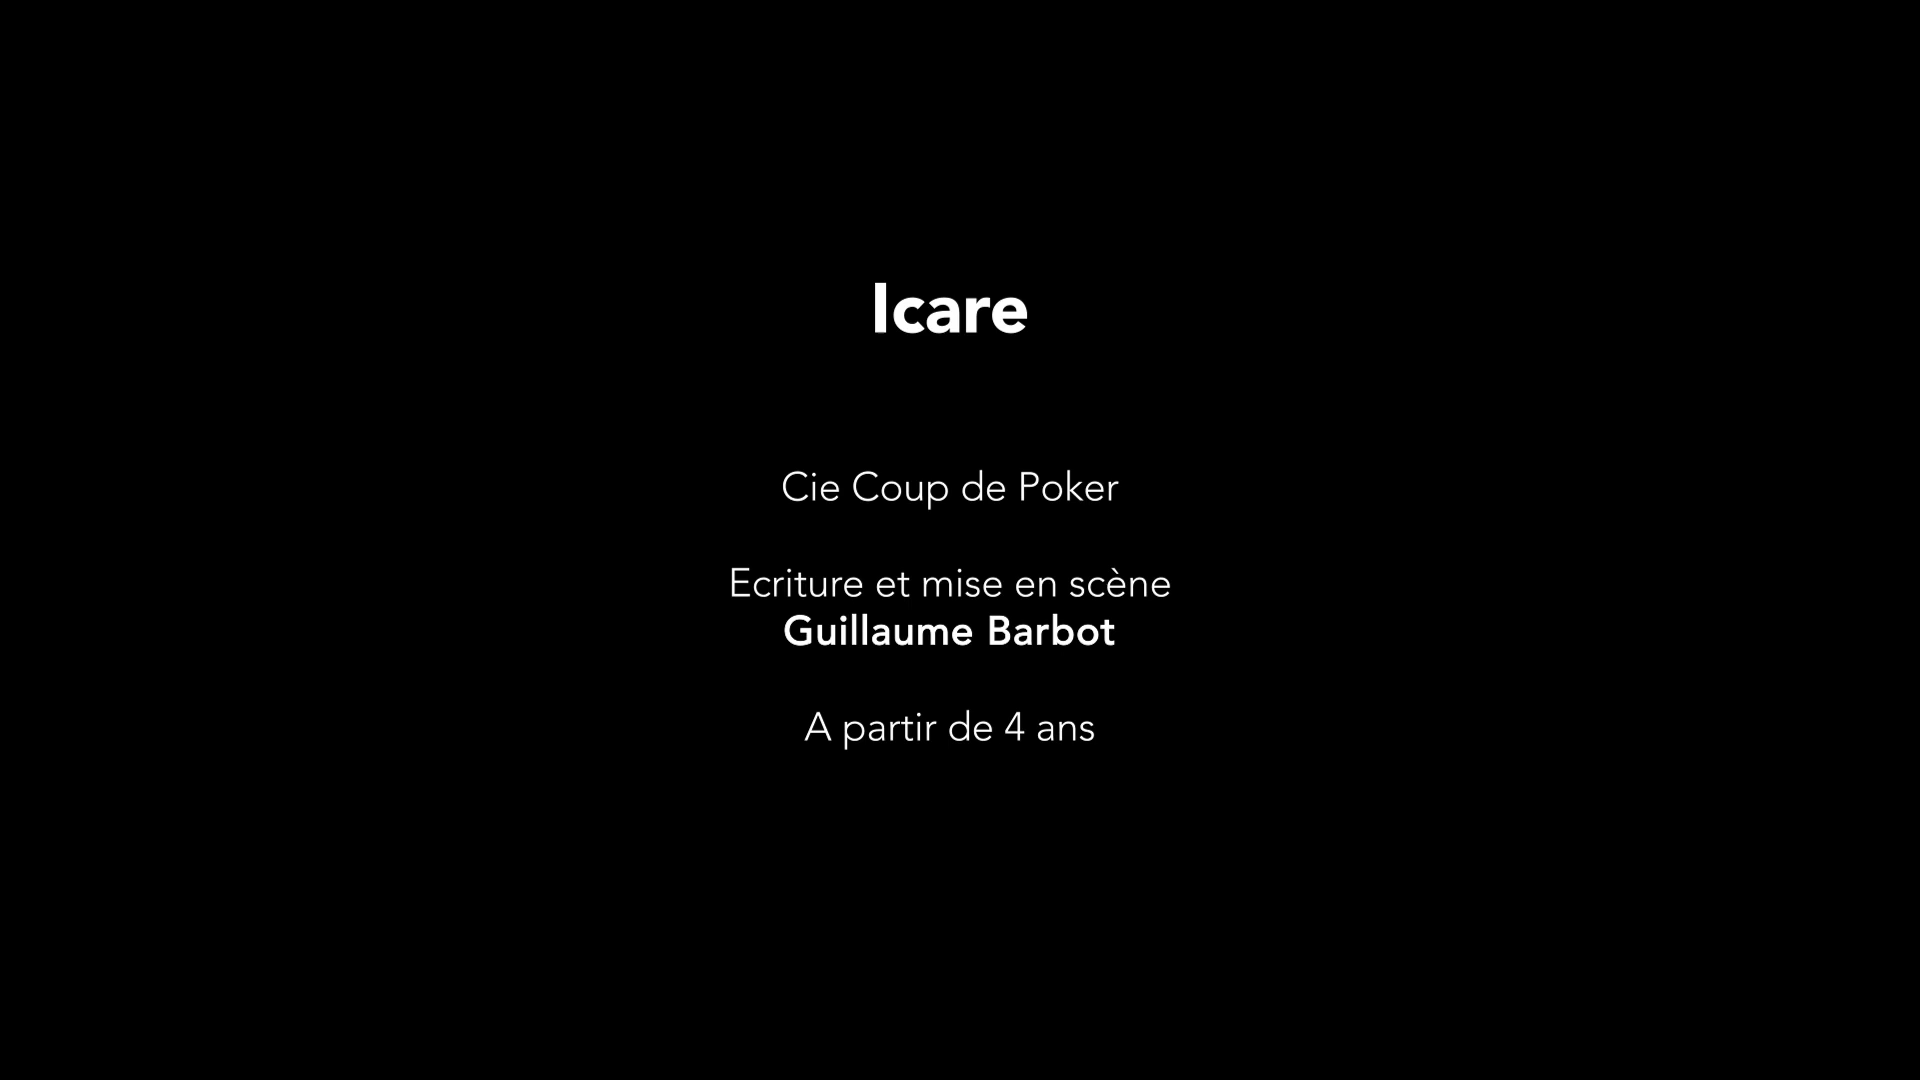 Icare
Cie Coup de Poker
Ecriture et mise en scène
Guillaume Barbot
A partir de 4 ans